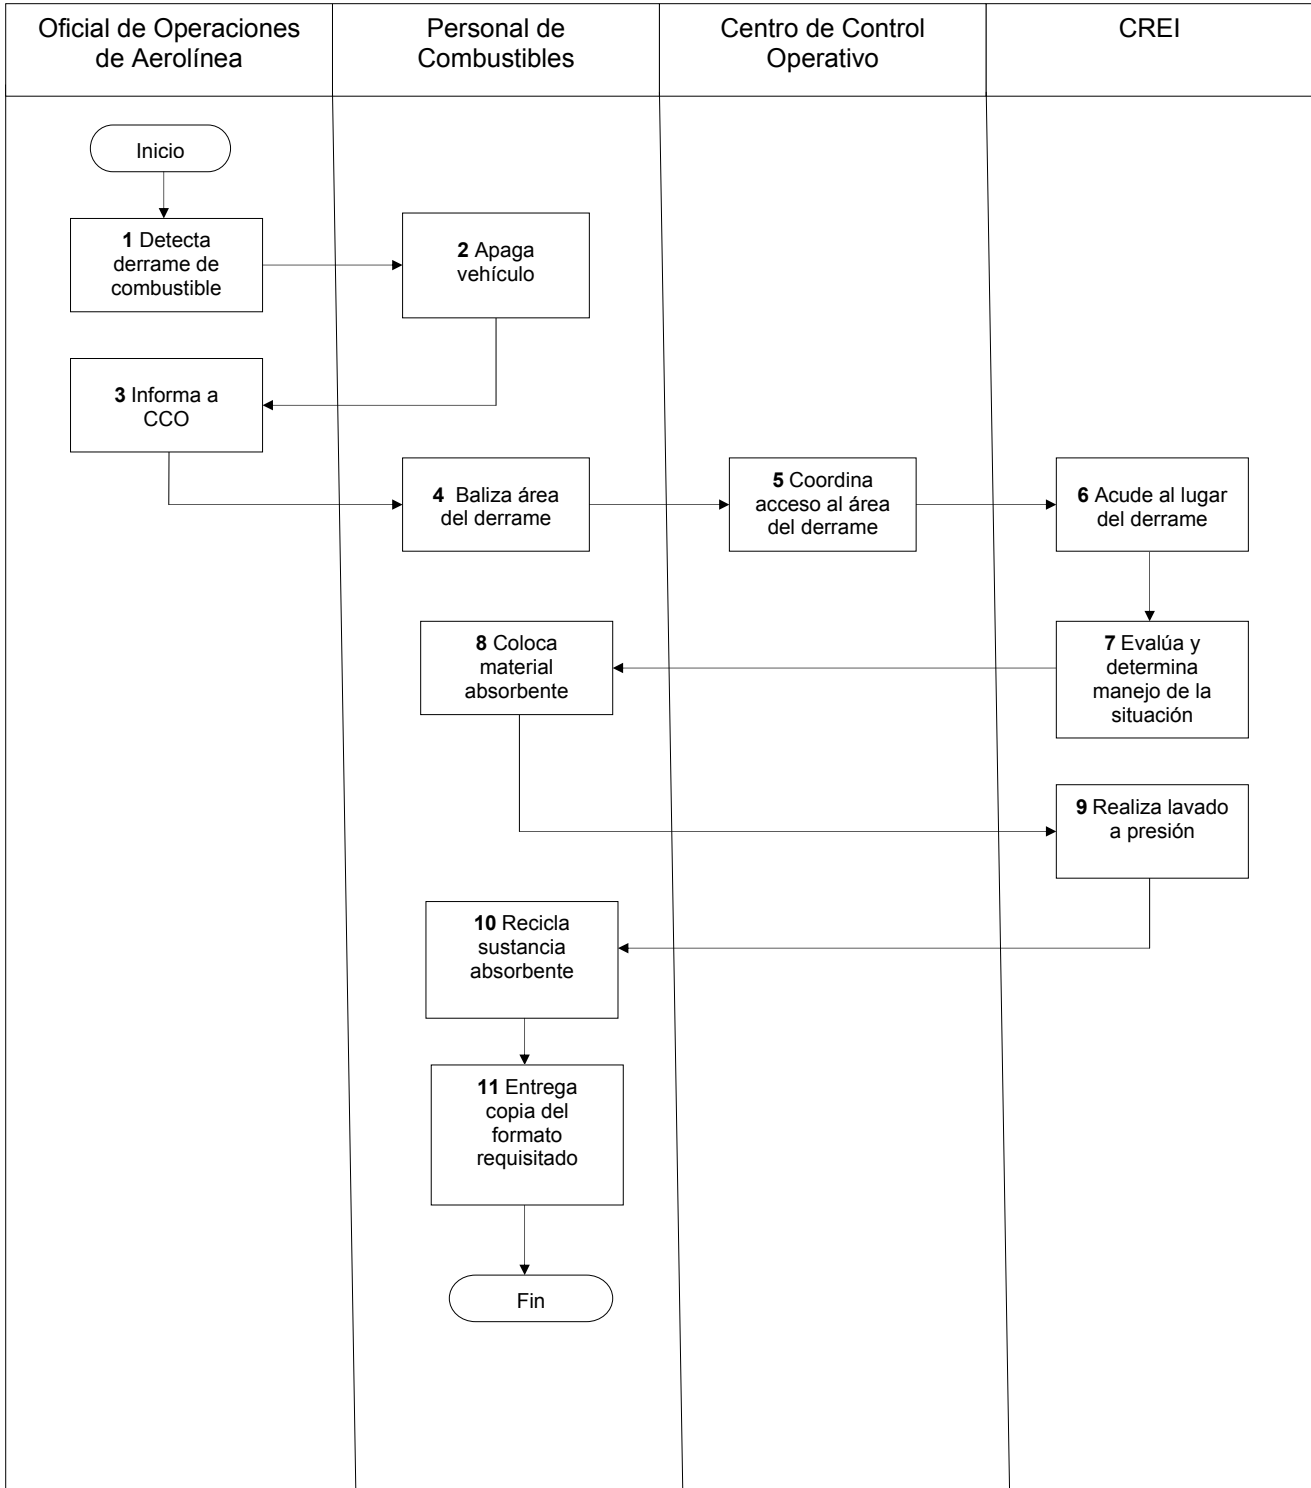 Oficial de Operaciones
de Aerolínea
Personal de
Combustibles
Centro de Control
Operativo
CREI
Inicio
1 Detecta
derrame de
combustible
2 Apaga
vehículo
3 Informa a
CCO
4 Baliza área
del derrame
5 Coordina
acceso al área
del derrame
6 Acude al lugar
del derrame
7 Evalúa y
determina
manejo de la
situación
8 Coloca
material
absorbente
9 Realiza lavado
a presión
10 Recicla
sustancia
absorbente
11 Entrega
copia del
formato
requisitado
Fin